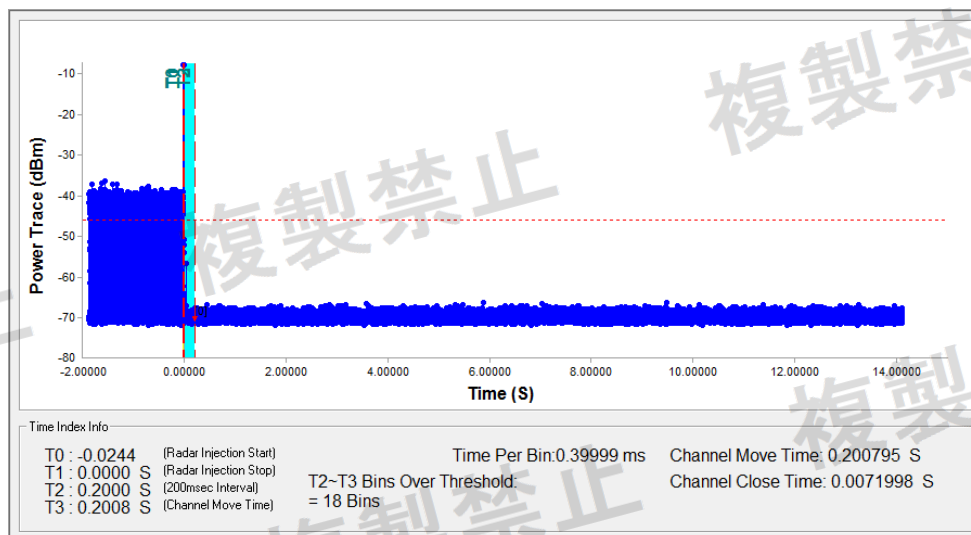 複製禁止
複製禁止
複製禁止
複製禁止
止
Power Trace (dBm)
-10
-20
-30
-40
-50
-60
-70
-80
-2.00000 0.00000 2.00000 4.00000 6.00000 8.00000 10.00000 12.00000 14.00000
Time (S)
Time Index Info
T0 : -0.0244 (Radar Injection Start)
T1 : 0.0000 S (Radar Injection Stop)
T2 : 0.2000 S (200msec Interval)
T3 : 0.2008 S (Channel Move Time)
Time Per Bin:0.39999 ms
T2~T3 Bins Over Threshold:
= 18 Bins
Channel Move Time: 0.200795 S
Channel Close Time: 0.0071998 S